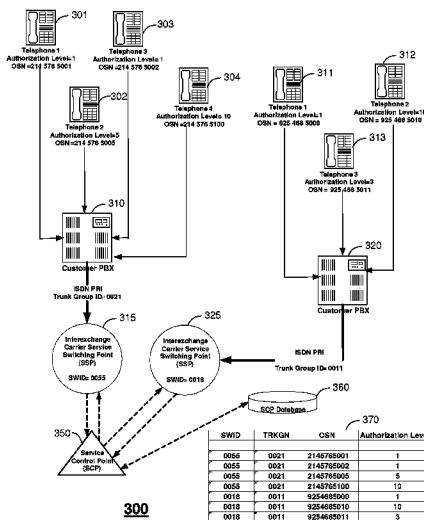 301
303
Telephone 1
Authorization Level=1
OSN =214 576 5001
Telephone 3
Authorization Level=1
OSN =214 576 5002
302
304
311
312
Telephone 2
Authorization Level=5
OSN =214 576 5005
Telephone 4
Authorization Level= 10
OSN =214 576 5100
Telephone 1
Authorization Level=1
OSN = 925 468 5000
Telephone 2
Authorization Level=10
OSN = 925 468 5010
313
310
Telephone 3
Authorization Level=3
OSN = 925 468 5011
320
Customer PBX
Customer PBX
ISDN PRI
Trunk Group ID: 0021
315
325
Interexchange
Carrier Service
Switching Point
(SSP)
SWID= 0055
Interexchange
Carrier Service
Switching Point
(SSP)
SWID= 0018
ISDN PRI
Trunk Group ID= 0011
360
SCP Database
350
Service
Control Point
(SCP)
370
SWID TRKGN OSN Authorization Level
0055 0021 2145765001 1
0055 0021 2145765002 1
0055 0021 2145765005 5
0055 0021 2145765100 10
0018 0011 9254685000 1
0018 0011 9254685010 10
0018 0011 9254685011 3
300